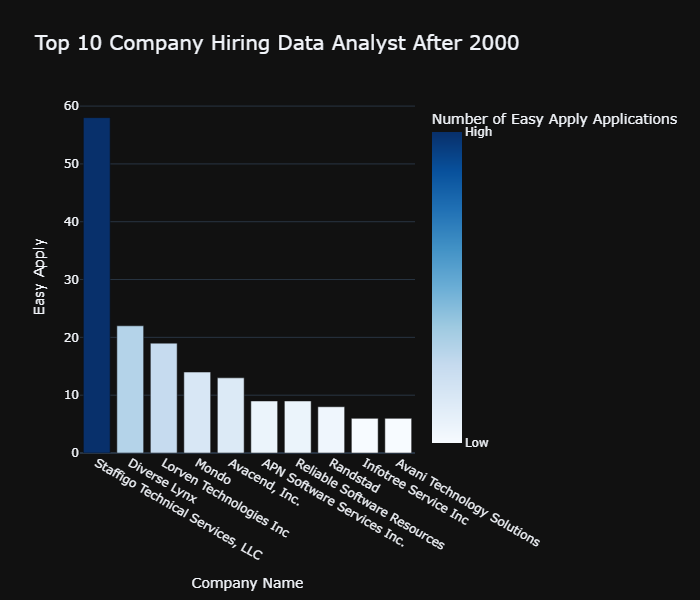 Top 10 Company Hiring Data Analyst After 2000
Number of Easy Apply Applications
High
Low
Easy Apply
60
50
40
30
20
10
0
Staffigo Technical Services, LLC
Diverse Lynx
Lorven Technologies Inc
Mondo
Avacend, Inc.
APN Software Services Inc.
Reliable Software Resources
Randstad
Infotree Service Inc
Avani Technology Solutions
Company Name